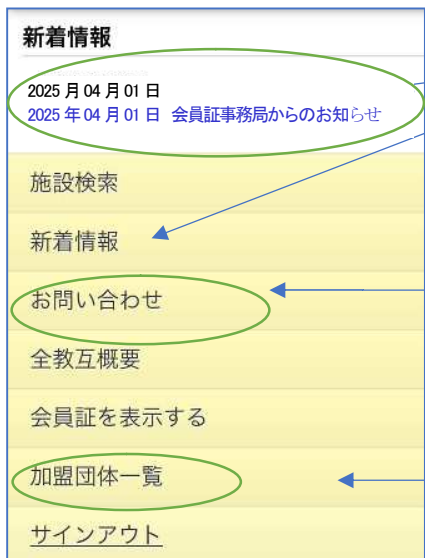 新着情報
2025 月 04 月 01 日
2025 年 04 月 01 日 会員証事務局からのお知らせ
施設検索
新着情報
お問い合わせ
全教互概要
会員証を表示する
加盟団体一覧
サインアウト